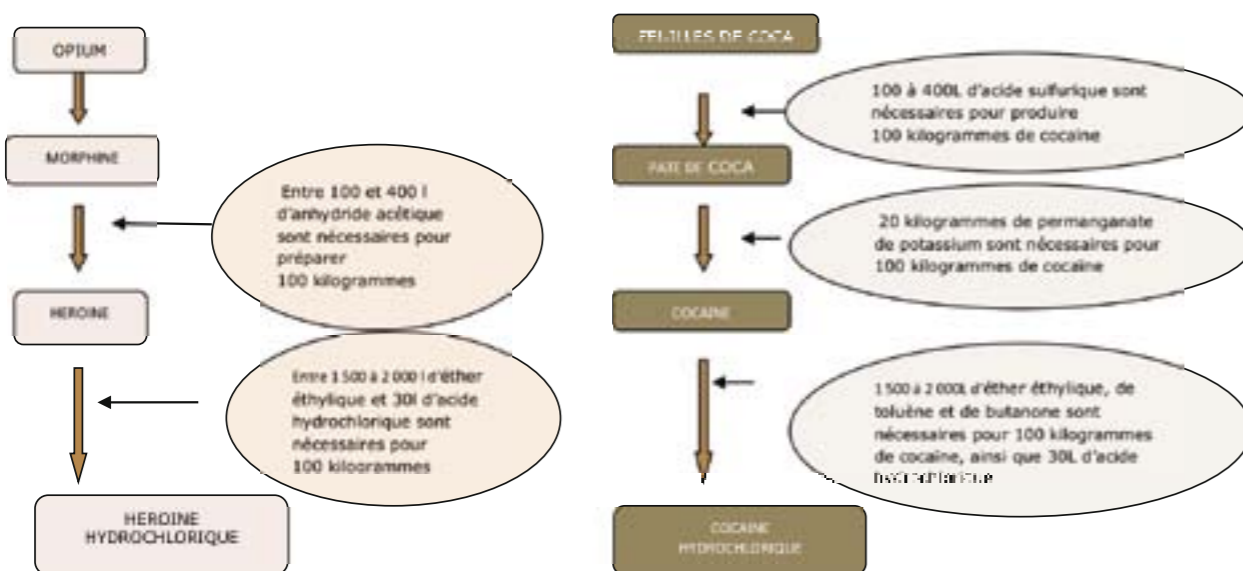 OPIUM
MORPHINE
Entre 100 et 400 l
d'anhydride acétique
sont nécessaires pour
préparer
100 kilogrammes
HEROINE
Entre 1 500 à 2 000 l d'éther
éthylique et 30l d'acide
hydrochlorique sont
nécessaires pour
100 kilogrammes
HEROINE
HYDROCHLORIQUE
FEUILLES DE COCA
100 à 400L d'acide sulfurique sont
nécessaires pour produire
100 kilogrammes de cocaïne
PATE DE COCA
20 kilogrammes de permanganate
de potassium sont nécessaires pour
100 kilogrammes de cocaïne
COCAINE
1 500 à 2 000L d'éther éthylique, de
toluène et de butanone sont
nécessaires pour 100 kilogrammes
de cocaïne, ainsi que 30L d'acide
hydrochlorique
COCAINE
HYDROCHLORIQUE